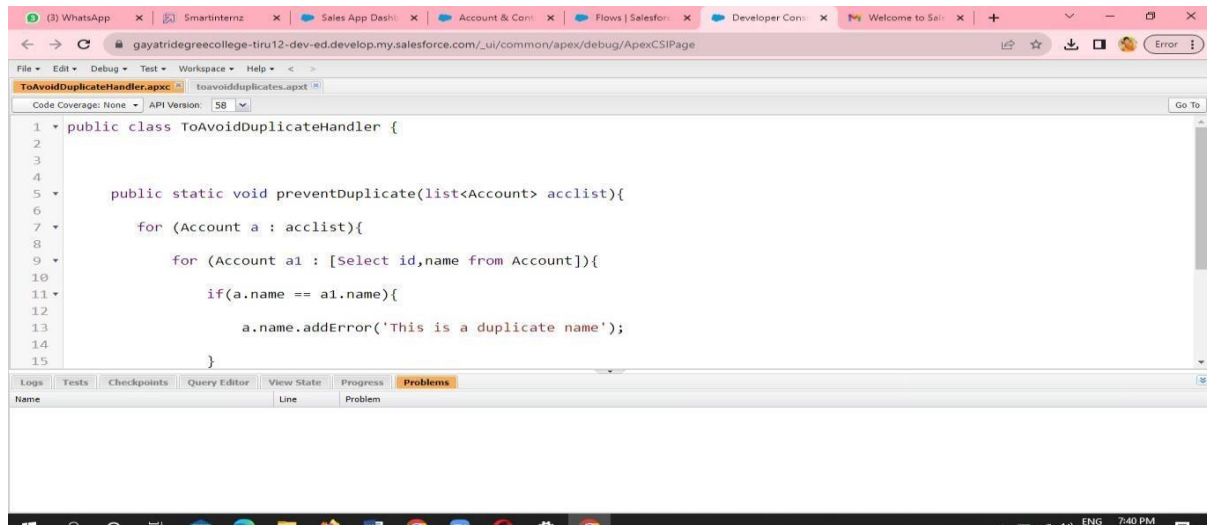 (3) WhatsApp Smartinternz Sales App Dashb Account & Cont Flows | Salesforc Developer Cons Welcome to Sale
gayatridegreecollege-tiru12-dev-ed.develop.my.salesforce.com/_ui/common/apex/debug/ApexCSIPage Error
File Edit Debug Test Workspace Help < >
ToAvoidDuplicateHandler.apxc toavoidduplicates.apxt
Code Coverage: None API Version: 58 Go To
1 public class ToAvoidDuplicateHandler {
2
3
4
5 public static void preventDuplicate(list<Account> acclist){
6
7 for (Account a : acclist){
8
9 for (Account a1 : [Select id,name from Account]){
10
11 if(a.name == a1.name){
12
13 a.name.addError('This is a duplicate name');
14
15 }
Logs Tests Checkpoints Query Editor View State Progress Problems
Name Line Problem
ENG 7:40 PM